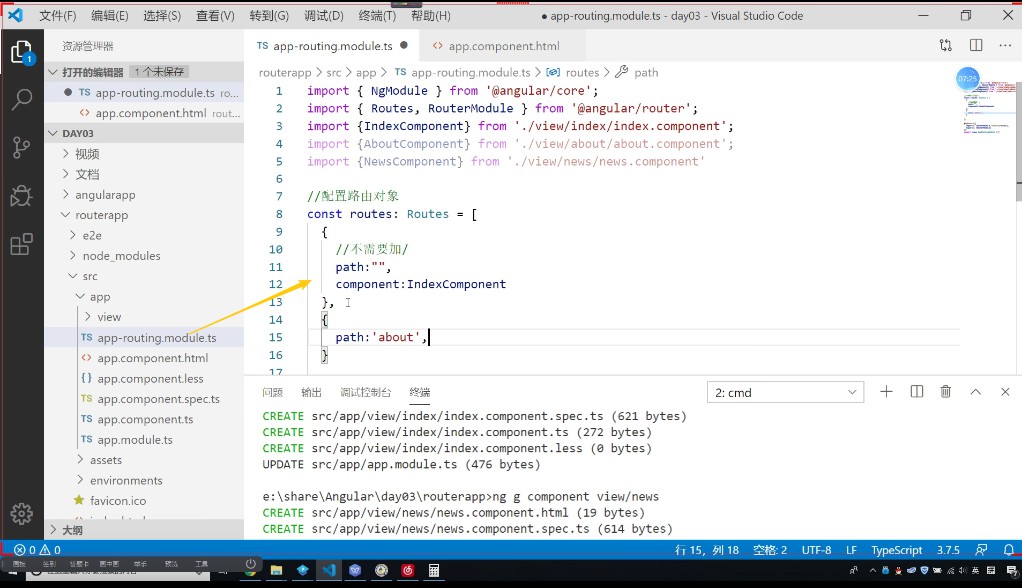 文件(F) 编辑(E) 选择(S) 查看(V) 转到(G) 调试(D) 终端(T) 帮助(H) ● app-routing.module.ts - day03 - Visual Studio Code
资源管理器
打开的编辑器 1 个未保存
● TS app-routing.module.ts ro...
<> app.component.html rout...
DAY03
视频
文档
angularapp
routerapp
e2e
node_modules
src
app
view
TS app-routing.module.ts
<> app.component.html
{} app.component.less
TS app.component.spec.ts
TS app.component.ts
TS app.module.ts
assets
environments
favicon.ico
大纲
TS app-routing.module.ts ● <> app.component.html
routerapp > src > app > TS app-routing.module.ts > routes > path
07:25
1 import { NgModule } from '@angular/core';
2 import { Routes, RouterModule } from '@angular/router';
3 import {IndexComponent} from './view/index/index.component';
4 import {AboutComponent} from './view/about/about.component';
5 import {NewsComponent} from './view/news/news.component'
6
7 //配置路由对象
8 const routes: Routes = [
9 {
10 //不需要加/
11 path:"",
12 component:IndexComponent
13 },
14 {
15 path:'about',
16 }
17
问题 输出 调试控制台 终端 2: cmd
CREATE src/app/view/index/index.component.spec.ts (621 bytes)
CREATE src/app/view/index/index.component.ts (272 bytes)
CREATE src/app/view/index/index.component.less (0 bytes)
UPDATE src/app/app.module.ts (476 bytes)
e:\share\Angular\day03\routerapp>ng g component view/news
CREATE src/app/view/news/news.component.html (19 bytes)
CREATE src/app/view/news/news.component.spec.ts (614 bytes)
0 0 行 15, 列 18 空格: 2 UTF-8 LF TypeScript 3.7.5